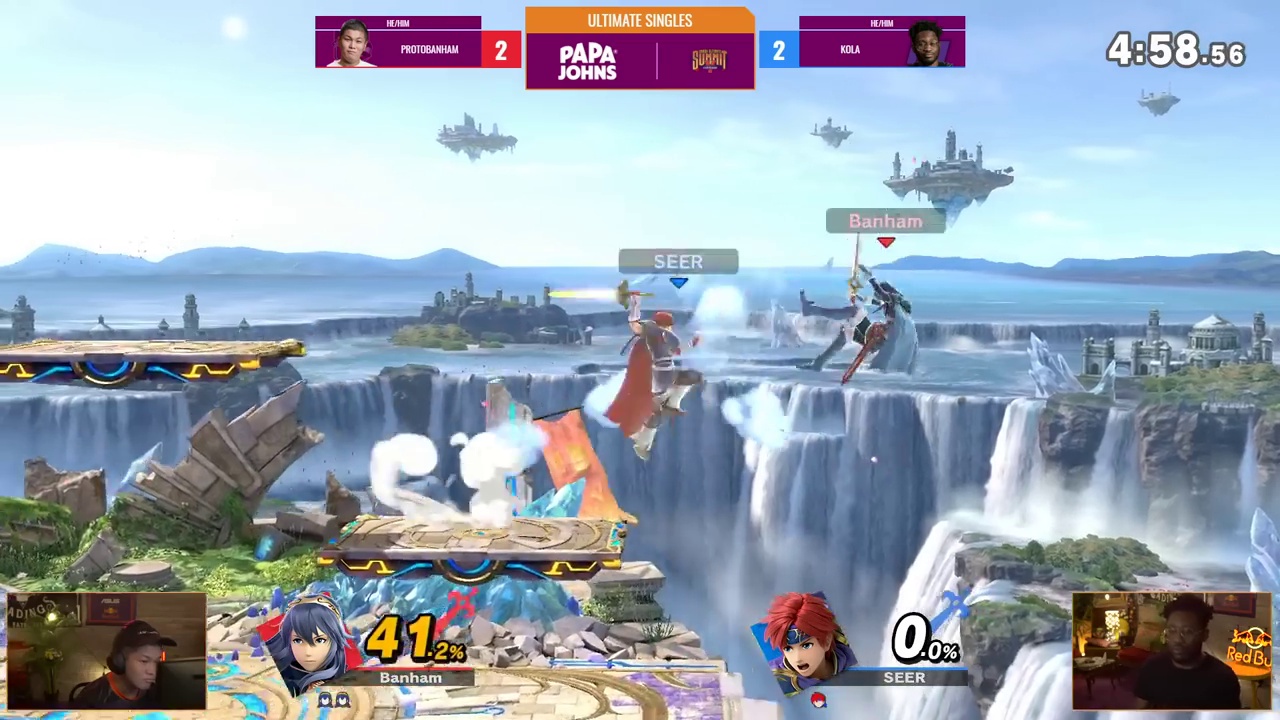 HE/HIM
PROTOBANHAM
2
ULTIMATE SINGLES
PAPA
JOHNS
SUMMIT
2
HE/HIM
KOLA
4:58.56
Banham
SEER
41.2%
Banham
0.0%
SEER
ASUS
Red Bu